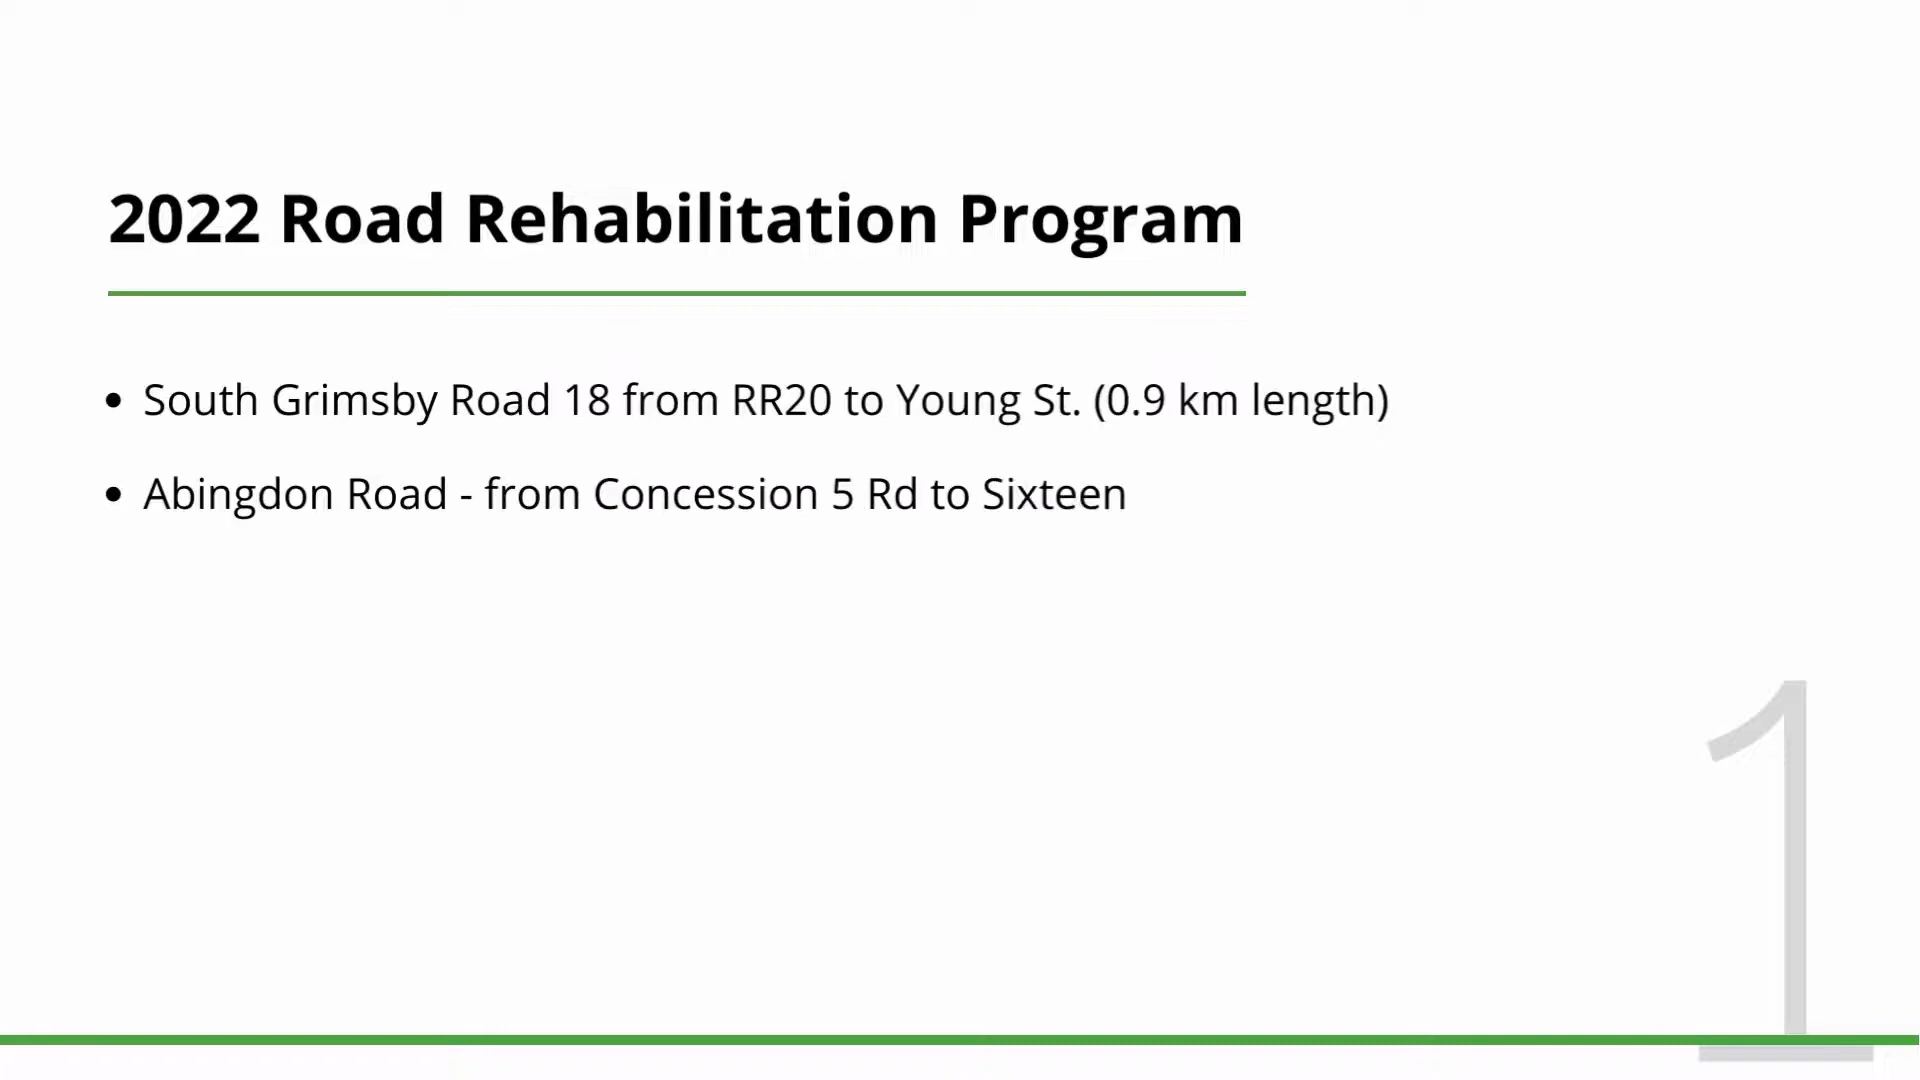 2022 Road Rehabilitation Program
• South Grimsby Road 18 from RR20 to Young St. (0.9 km length)
• Abingdon Road - from Concession 5 Rd to Sixteen
1